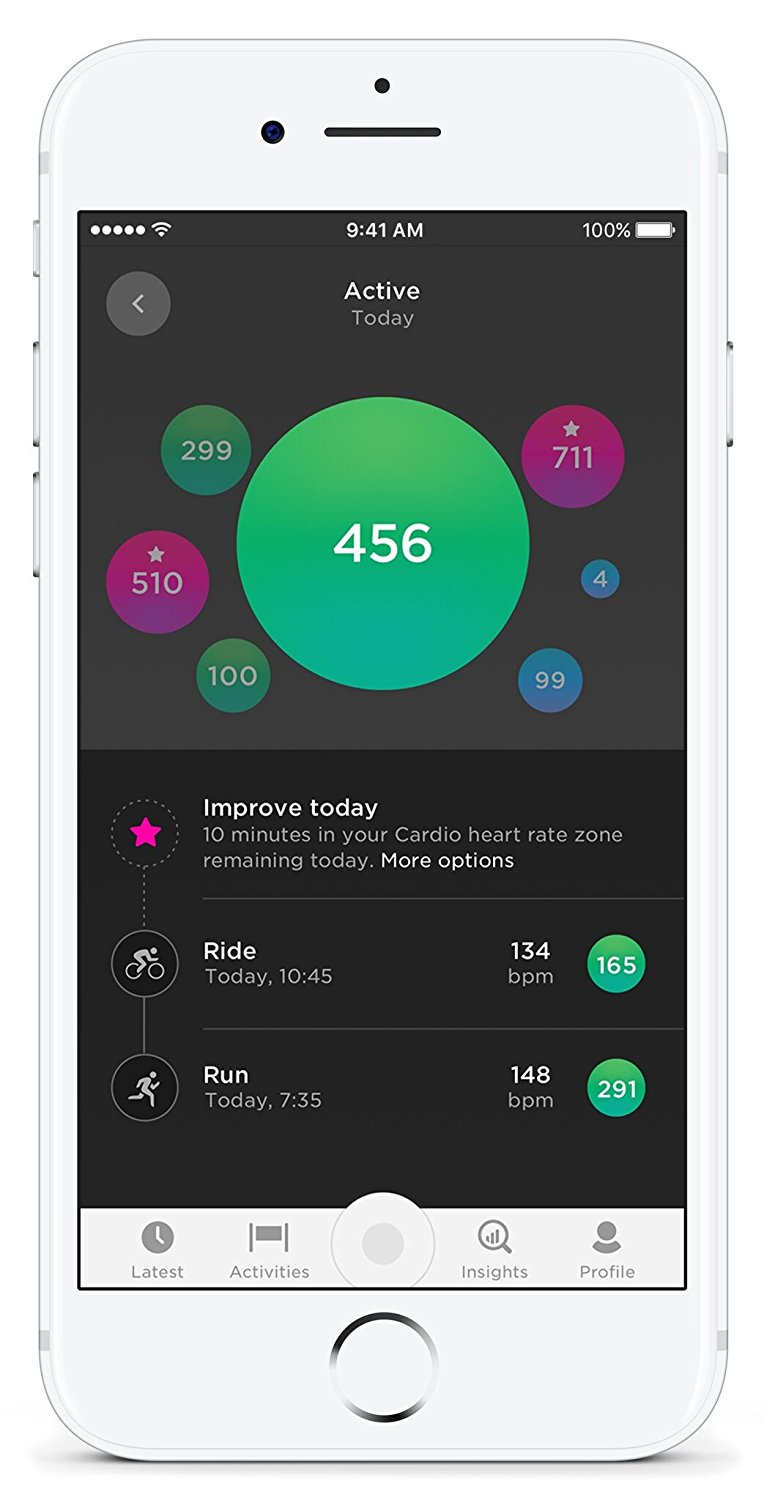 9:41 AM
100%
Active
Today
299
711
456
510
4
100
99
Improve today
10 minutes in your Cardio heart rate zone
remaining today. More options
Ride
134
165
Today, 10:45
bpm
Run
148
291
Today, 7:35
bpm
Latest
Activities
Insights
Profile